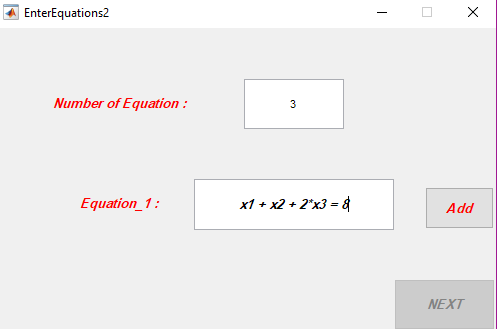 EnterEquations2
Number of Equation : 3
Equation_1 : x1 + x2 + 2*x3 = 8 Add
NEXT